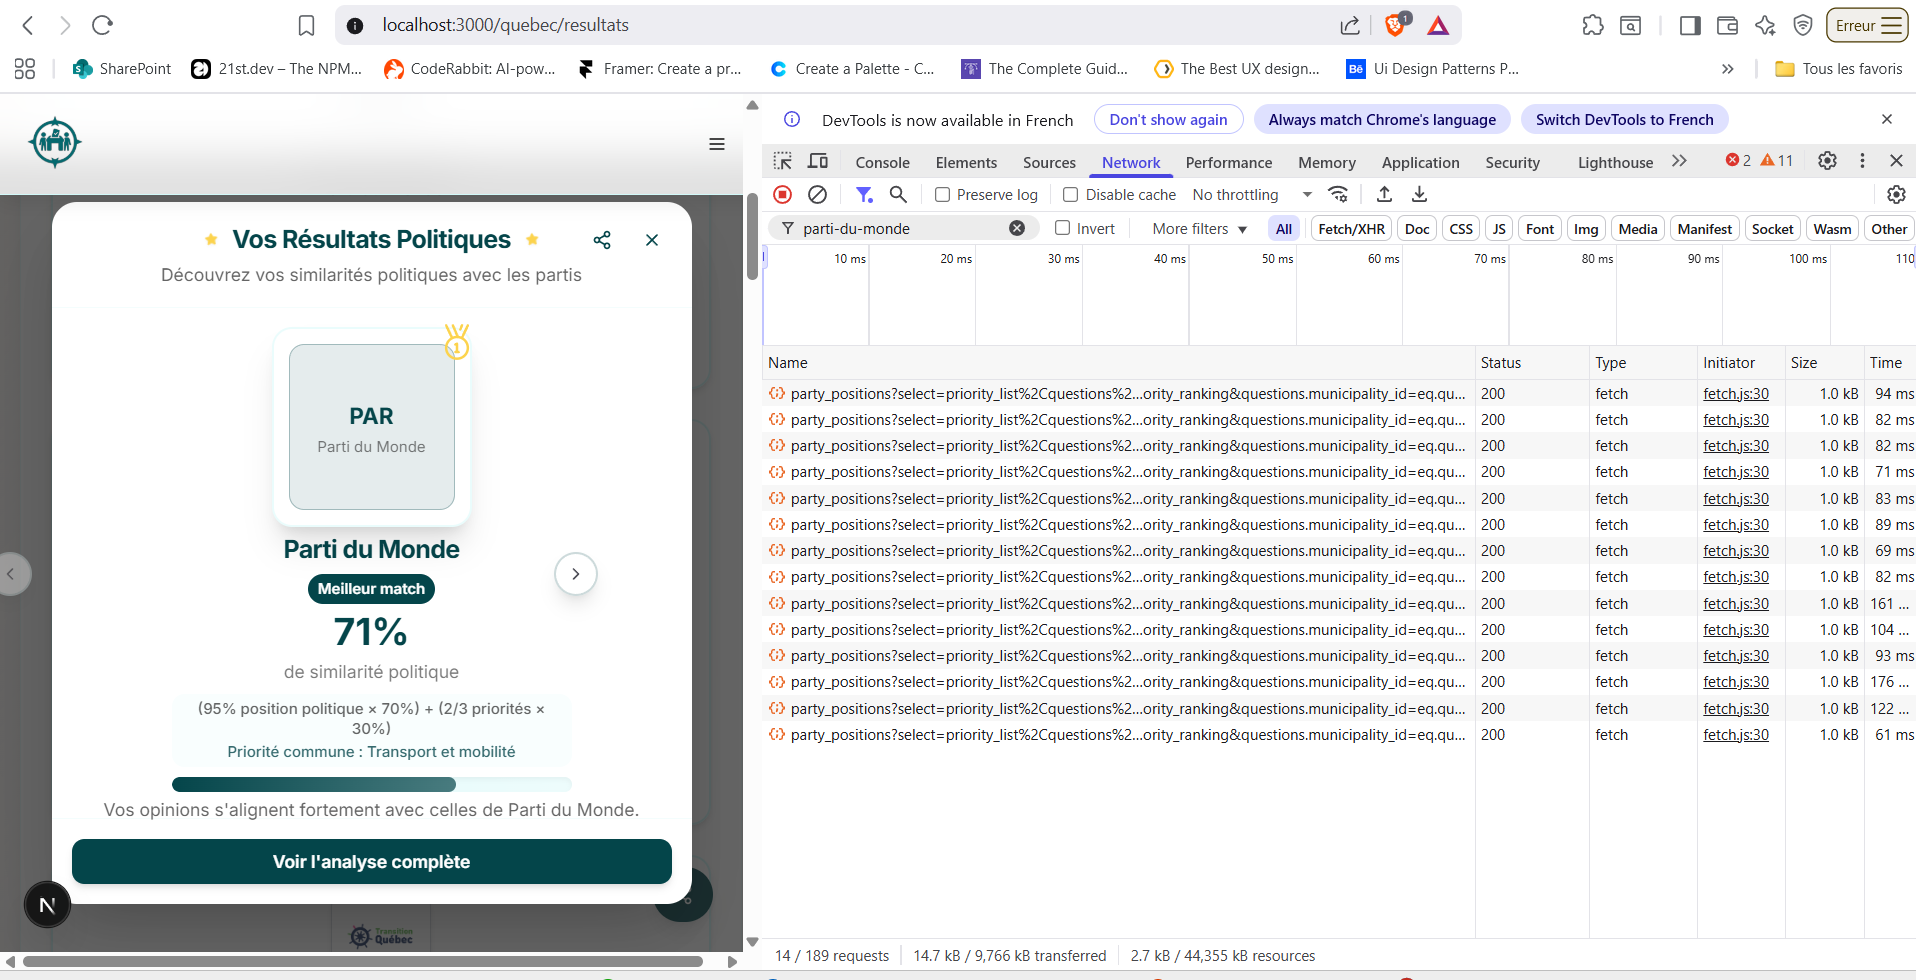 localhost:3000/quebec/resultats
1
Erreur
SharePoint
21st.dev – The NPM...
CodeRabbit: AI-pow...
Framer: Create a pr...
Create a Palette - C...
The Complete Guid...
The Best UX design...
Bē
Ui Design Patterns P...
Tous les favoris
Vos Résultats Politiques
Découvrez vos similarités politiques avec les partis
1
PAR
Parti du Monde
Parti du Monde
Meilleur match
71%
de similarité politique
(95% position politique × 70%) + (2/3 priorités ×
30%)
Priorité commune : Transport et mobilité
Vos opinions s'alignent fortement avec celles de Parti du Monde.
Voir l'analyse complète
N
Transition
Québec
DevTools is now available in French
Don't show again
Always match Chrome's language
Switch DevTools to French
Console
Elements
Sources
Network
Performance
Memory
Application
Security
Lighthouse
2
11
Preserve log
Disable cache
No throttling
parti-du-monde
Invert
More filters
All
Fetch/XHR
Doc
CSS
JS
Font
Img
Media
Manifest
Socket
Wasm
Other
10 ms
20 ms
30 ms
40 ms
50 ms
60 ms
70 ms
80 ms
90 ms
100 ms
110
Name Status Type Initiator Size Time
party_positions?select=priority_list%2Cquestions%2...ority_ranking&questions.municipality_id=eq.qu... 200 fetch fetch.js:30 1.0 kB 94 ms
party_positions?select=priority_list%2Cquestions%2...ority_ranking&questions.municipality_id=eq.qu... 200 fetch fetch.js:30 1.0 kB 82 ms
party_positions?select=priority_list%2Cquestions%2...ority_ranking&questions.municipality_id=eq.qu... 200 fetch fetch.js:30 1.0 kB 82 ms
party_positions?select=priority_list%2Cquestions%2...ority_ranking&questions.municipality_id=eq.qu... 200 fetch fetch.js:30 1.0 kB 71 ms
party_positions?select=priority_list%2Cquestions%2...ority_ranking&questions.municipality_id=eq.qu... 200 fetch fetch.js:30 1.0 kB 83 ms
party_positions?select=priority_list%2Cquestions%2...ority_ranking&questions.municipality_id=eq.qu... 200 fetch fetch.js:30 1.0 kB 89 ms
party_positions?select=priority_list%2Cquestions%2...ority_ranking&questions.municipality_id=eq.qu... 200 fetch fetch.js:30 1.0 kB 69 ms
party_positions?select=priority_list%2Cquestions%2...ority_ranking&questions.municipality_id=eq.qu... 200 fetch fetch.js:30 1.0 kB 82 ms
party_positions?select=priority_list%2Cquestions%2...ority_ranking&questions.municipality_id=eq.qu... 200 fetch fetch.js:30 1.0 kB 161 ...
party_positions?select=priority_list%2Cquestions%2...ority_ranking&questions.municipality_id=eq.qu... 200 fetch fetch.js:30 1.0 kB 104 ...
party_positions?select=priority_list%2Cquestions%2...ority_ranking&questions.municipality_id=eq.qu... 200 fetch fetch.js:30 1.0 kB 93 ms
party_positions?select=priority_list%2Cquestions%2...ority_ranking&questions.municipality_id=eq.qu... 200 fetch fetch.js:30 1.0 kB 176 ...
party_positions?select=priority_list%2Cquestions%2...ority_ranking&questions.municipality_id=eq.qu... 200 fetch fetch.js:30 1.0 kB 122 ...
party_positions?select=priority_list%2Cquestions%2...ority_ranking&questions.municipality_id=eq.qu... 200 fetch fetch.js:30 1.0 kB 61 ms
14 / 189 requests
14.7 kB / 9,766 kB transferred
2.7 kB / 44,355 kB resources